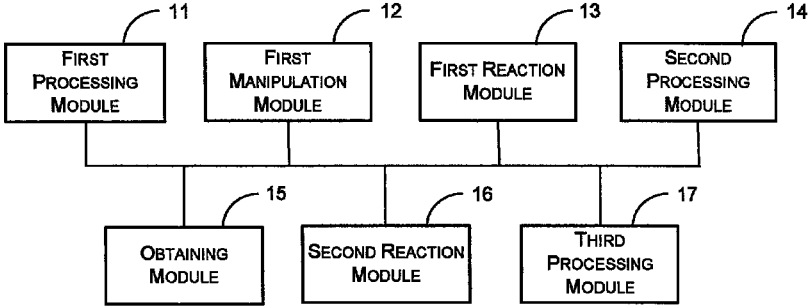 11
12
13
14
FIRST
PROCESSING
MODULE
FIRST
MANIPULATION
MODULE
FIRST REACTION
MODULE
SECOND
PROCESSING
MODULE
15
16
17
OBTAINING
MODULE
SECOND REACTION
MODULE
THIRD
PROCESSING
MODULE